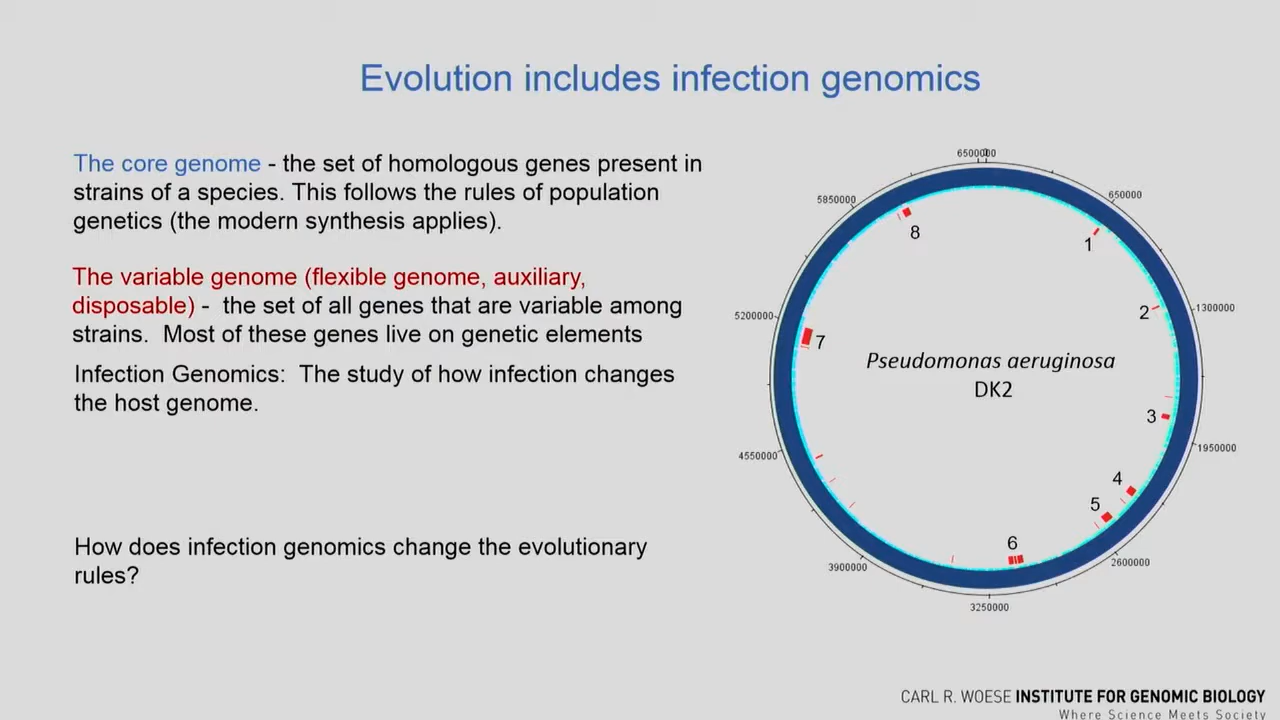 Evolution includes infection genomics
The core genome - the set of homologous genes present in
strains of a species. This follows the rules of population
genetics (the modern synthesis applies).
The variable genome (flexible genome, auxiliary,
disposable) - the set of all genes that are variable among
strains. Most of these genes live on genetic elements
Infection Genomics: The study of how infection changes
the host genome.
How does infection genomics change the evolutionary
rules?
6500000
0
650000
1300000
1950000
2600000
3250000
3900000
4550000
5200000
5850000
1
2
3
4
5
6
7
8
Pseudomonas aeruginosa
DK2
CARL R. WOESE INSTITUTE FOR GENOMIC BIOLOGY
Where Science Meets Society